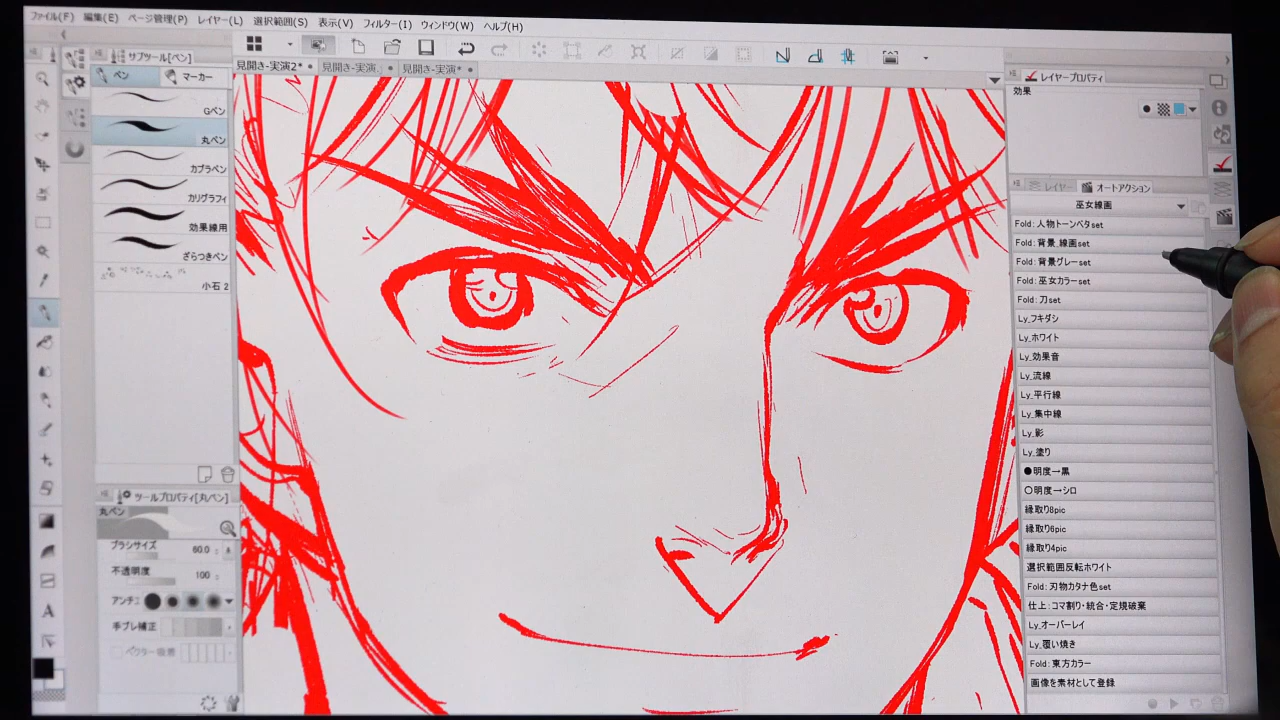 ファイル(F) 編集(E) ページ管理(P) レイヤー(L) 選択範囲(S) 表示(V) フィルター(I) ウィンドウ(W) ヘルプ(H)
サブツール[ペン]
ペン マーカー
Gペン
丸ペン
カブラペン
カリグラフィ
効果線用
ざらつきペン
小石 2
ツールプロパティ[丸ペン]
丸ペン
ブラシサイズ 60.0
不透明度 100
アンチエ
手ブレ補正
ベクター吸着
見開き-実演2* 見開き-実演. 見開き-実演*
レイヤープロパティ
効果
レイヤー オートアクション
巫女線画
Fold: 人物トーンベタset
Fold: 背景_線画set
Fold: 背景グレーset
Fold: 巫女カラーset
Fold: 刀set
Ly_フキダシ
Ly_ホワイト
Ly_効果音
Ly_流線
Ly_平行線
Ly_集中線
Ly_影
Ly_塗り
●明度→黒
○明度→シロ
縁取り8pic
縁取り6pic
縁取り4pic
選択範囲反転ホワイト
Fold: 刃物カタナ色set
仕上:コマ割り・統合・定規破棄
Ly_オーバーレイ
Ly_覆い焼き
Fold: 東方カラー
画像を素材として登録